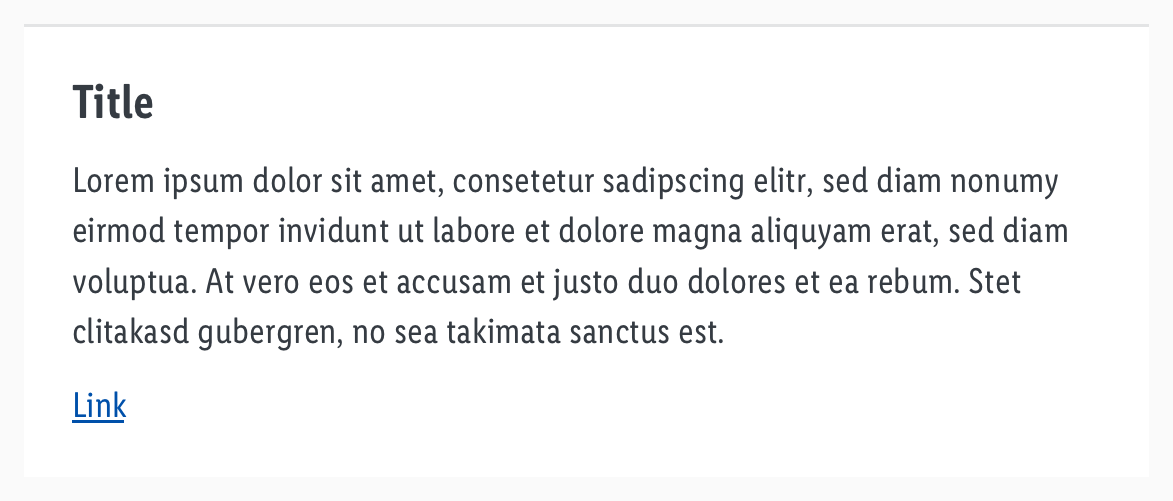 Title
Lorem ipsum dolor sit amet, consetetur sadipscing elitr, sed diam nonumy
eirmod tempor invidunt ut labore et dolore magna aliquyam erat, sed diam
voluptua. At vero eos et accusam et justo duo dolores et ea rebum. Stet
clitakasd gubergren, no sea takimata sanctus est.
Link